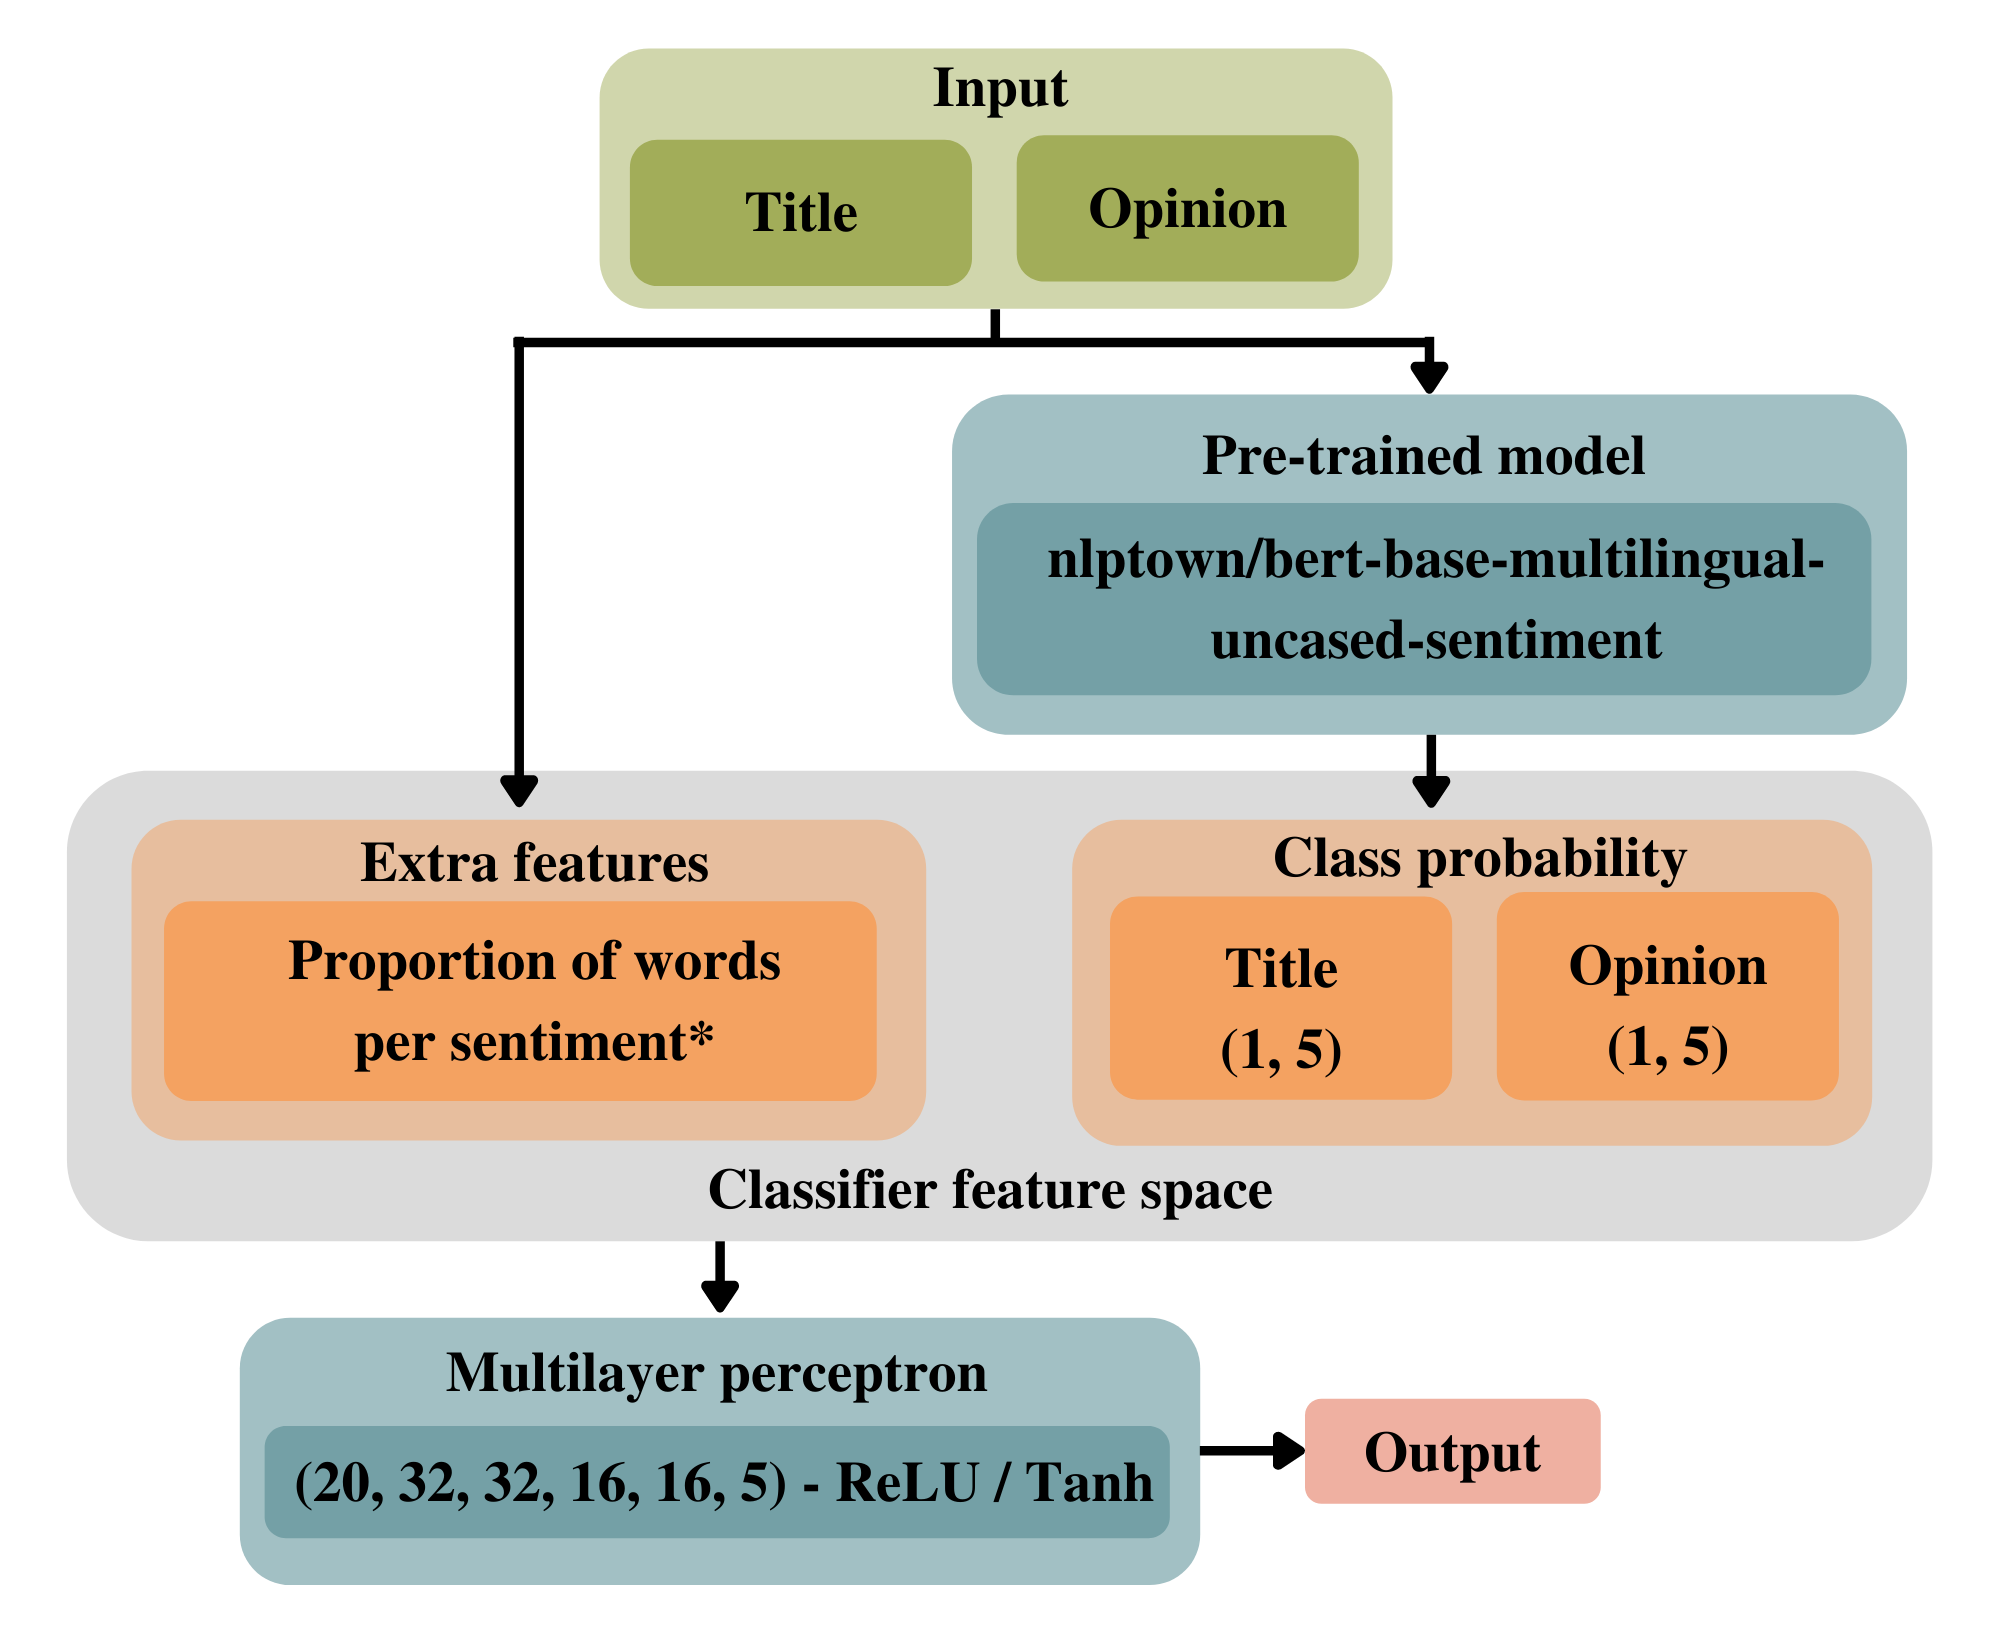 Input
Title
Opinion
Pre-trained model
nlptown/bert-base-multilingual-
uncased-sentiment
Extra features
Proportion of words
per sentiment*
Class probability
Title
(1, 5)
Opinion
(1, 5)
Classifier feature space
Multilayer perceptron
(20, 32, 32, 16, 16, 5) - ReLU / Tanh
Output